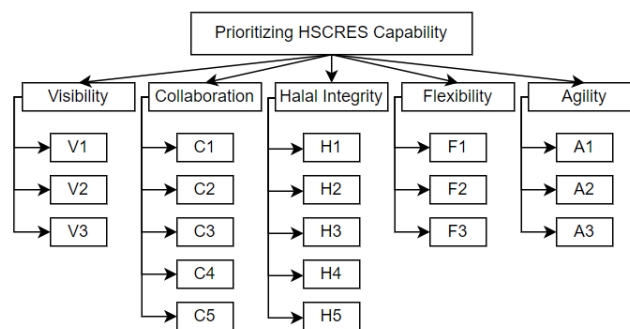 Prioritizing HSCRES Capability
Visibility
Collaboration
Halal Integrity
Flexibility
Agility
V1
C1
H1
F1
A1
V2
C2
H2
F2
A2
V3
C3
H3
F3
A3
C4
H4
C5
H5